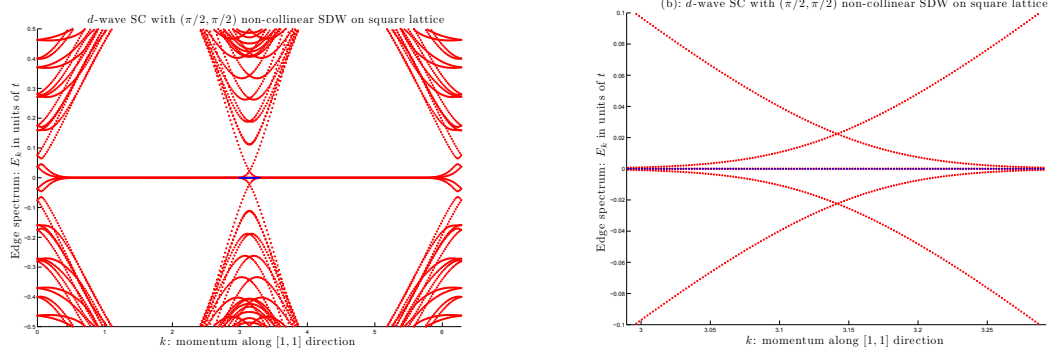 d-wave SC with (π/2, π/2) non-collinear SDW on square lattice
Edge spectrum: E_k in units of t
0.5
0.4
0.3
0.2
0.1
0
-0.1
-0.2
-0.3
-0.4
-0.5
0 1 2 3 4 5 6
k: momentum along [1, 1] direction
(b): d-wave SC with (π/2, π/2) non-collinear SDW on square lattice
Edge spectrum: E_k in units of t
0.1
0.08
0.06
0.04
0.02
0
-0.02
-0.04
-0.06
-0.08
-0.1
3 3.05 3.1 3.15 3.2 3.25
k: momentum along [1, 1] direction